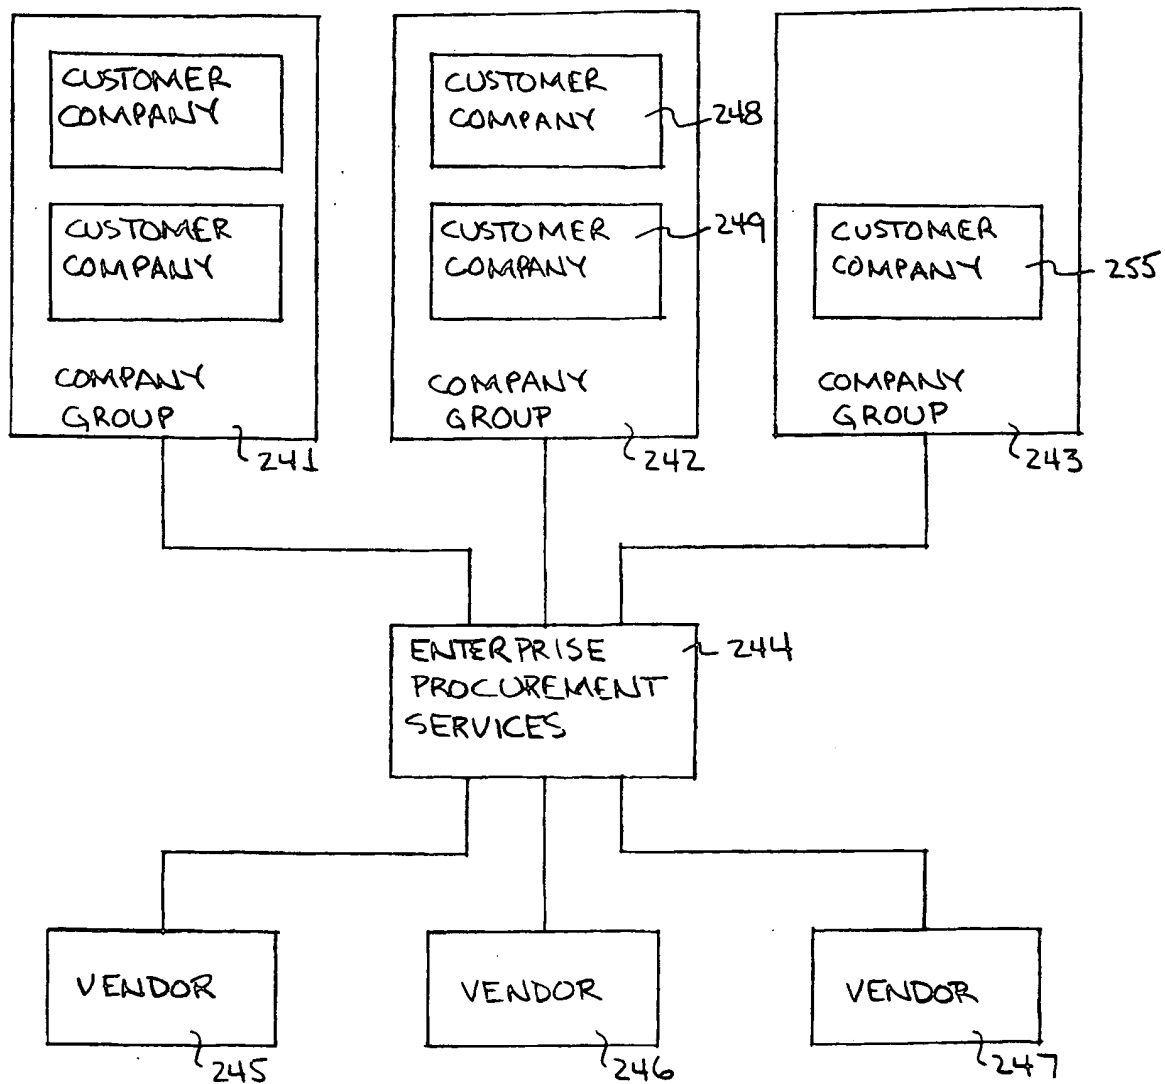 CUSTOMER
COMPANY
CUSTOMER
COMPANY
COMPANY
GROUP
241
CUSTOMER
COMPANY
248
CUSTOMER
COMPANY
249
COMPANY
GROUP
242
CUSTOMER
COMPANY
255
COMPANY
GROUP
243
ENTERPRISE
PROCUREMENT
SERVICES
244
VENDOR
245
VENDOR
246
VENDOR
247